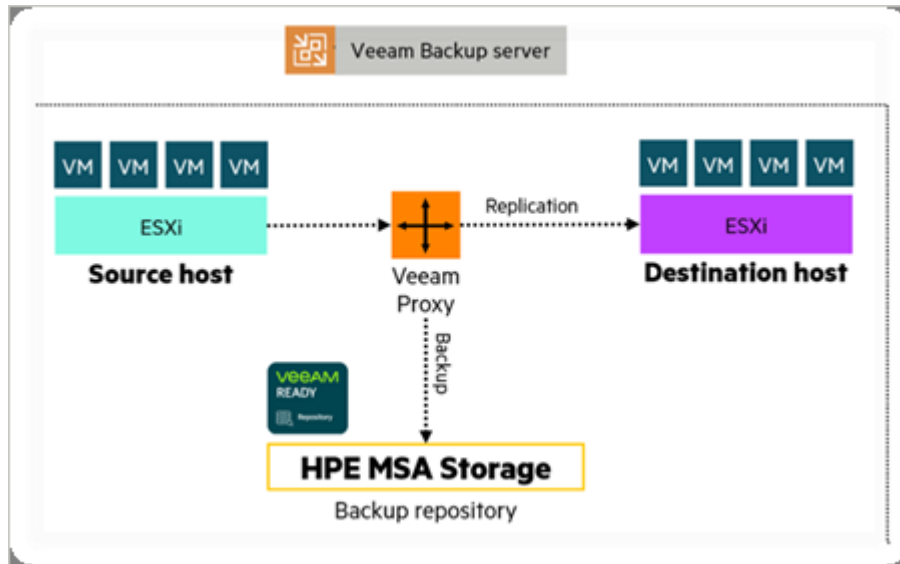 Veeam Backup server
VM VM VM VM
VM VM VM VM
ESXi
Replication
ESXi
Source host
Veeam
Proxy
Destination host
Backup
VeeAM
READY
Repository
HPE MSA Storage
Backup repository